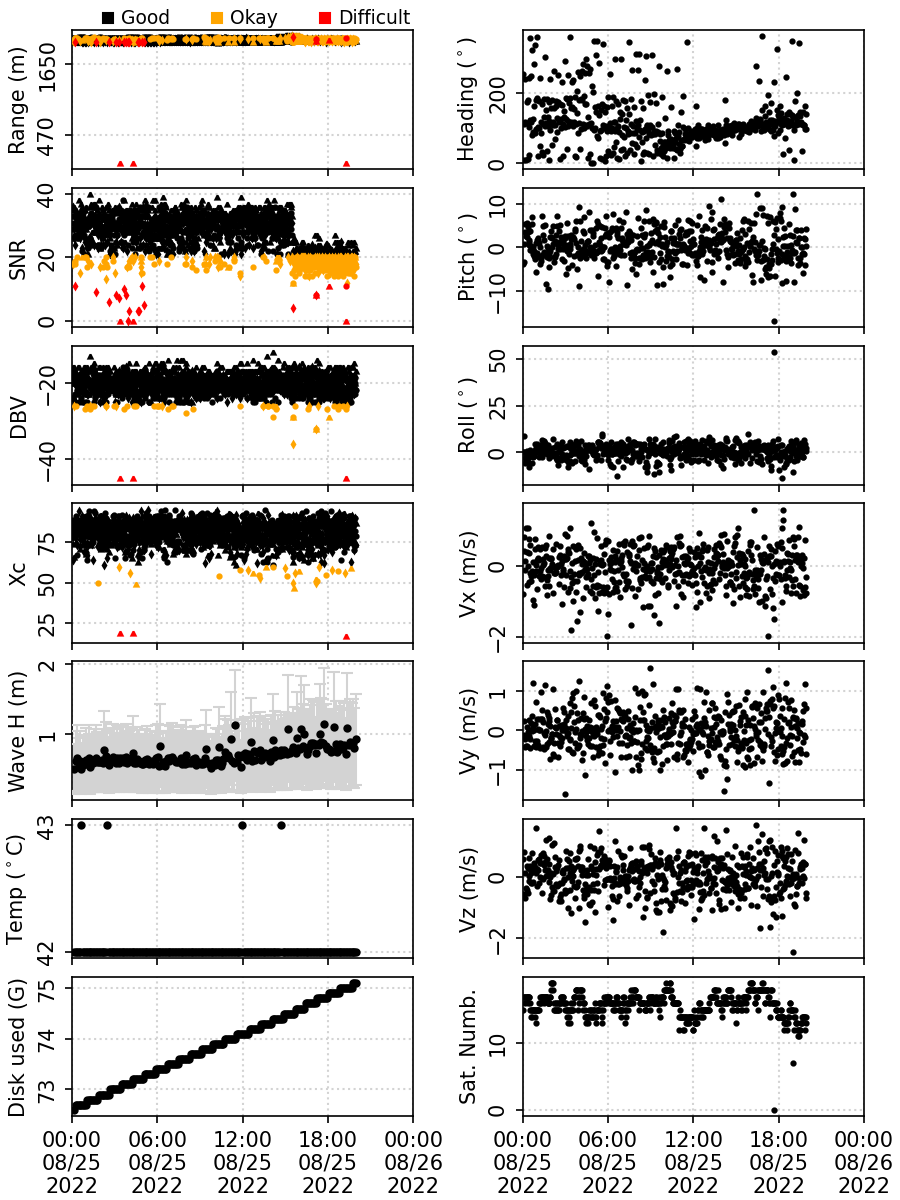 Good Okay Difficult
Range (m)
1650
470
SNR
40
20
0
DBV
−20
−40
Xc
75
50
25
Wave H (m)
2
1
Temp (°C)
43
42
Disk used (G)
75
74
73
00:00 06:00 12:00 18:00 00:00
08/25 08/25 08/25 08/25 08/26
2022 2022 2022 2022 2022
Heading (°)
200
0
Pitch (°)
10
0
−10
Roll (°)
50
25
0
Vx (m/s)
0
−2
Vy (m/s)
1
0
−1
Vz (m/s)
0
−2
Sat. Numb.
10
0
00:00 06:00 12:00 18:00 00:00
08/25 08/25 08/25 08/25 08/26
2022 2022 2022 2022 2022